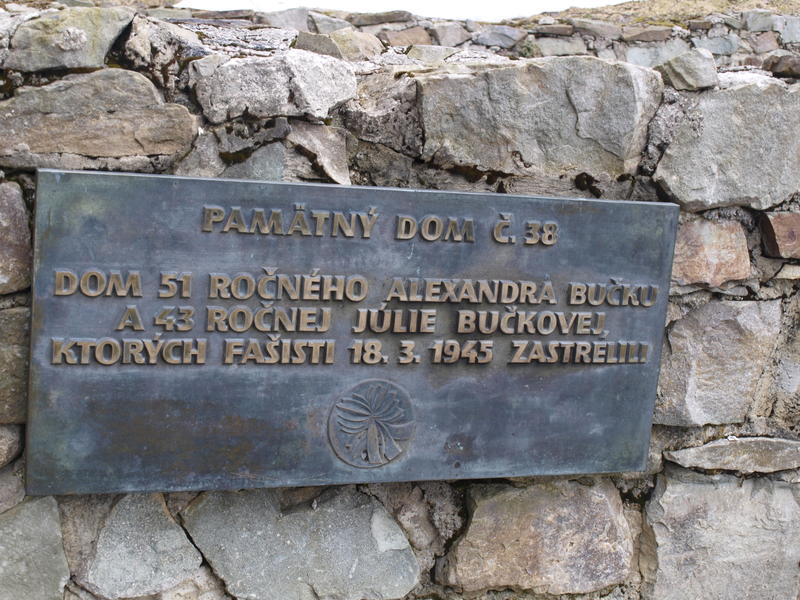 PAMÄTNÝ DOM Č. 38
DOM 51 ROČNÉHO ALEXANDRA BUČKU
A 43 ROČNEJ JÚLIE BUČKOVEJ,
KTORÝCH FAŠISTI 18. 3. 1945 ZASTRELILI